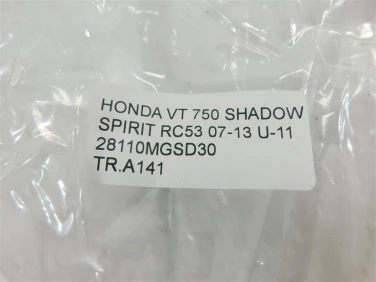 HONDA VT 750 SHADOW
SPIRIT RC53 07-13 U-11
28110MGSD30
TR.A141